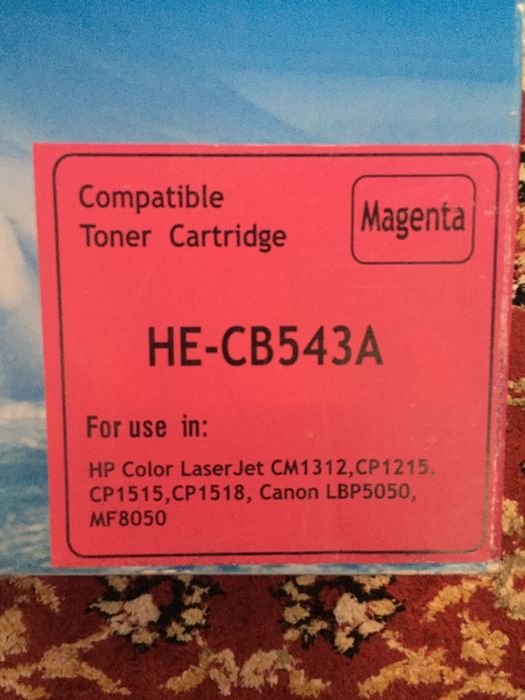 Compatible
Toner Cartridge
Magenta
HE-CB543A
For use in:
HP Color LaserJet CM1312,CP1215.
CP1515,CP1518, Canon LBP5050,
MF8050